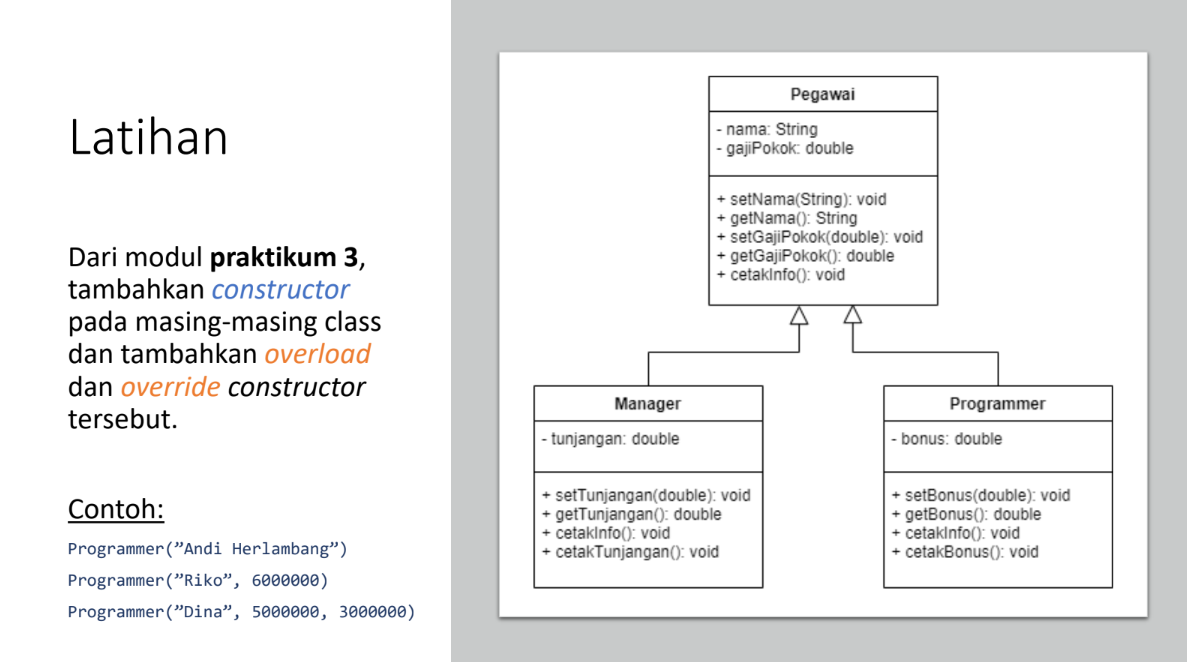 Latihan
Dari modul praktikum 3,
tambahkan constructor
pada masing-masing class
dan tambahkan overload
dan override constructor
tersebut.
Contoh:
Programmer(”Andi Herlambang”)
Programmer(”Riko”, 6000000)
Programmer(”Dina”, 5000000, 3000000)
Pegawai
- nama: String
- gajiPokok: double
+ setNama(String): void
+ getNama(): String
+ setGajiPokok(double): void
+ getGajiPokok(): double
+ cetakInfo(): void
Manager
- tunjangan: double
+ setTunjangan(double): void
+ getTunjangan(): double
+ cetakInfo(): void
+ cetakTunjangan(): void
Programmer
- bonus: double
+ setBonus(double): void
+ getBonus(): double
+ cetakInfo(): void
+ cetakBonus(): void